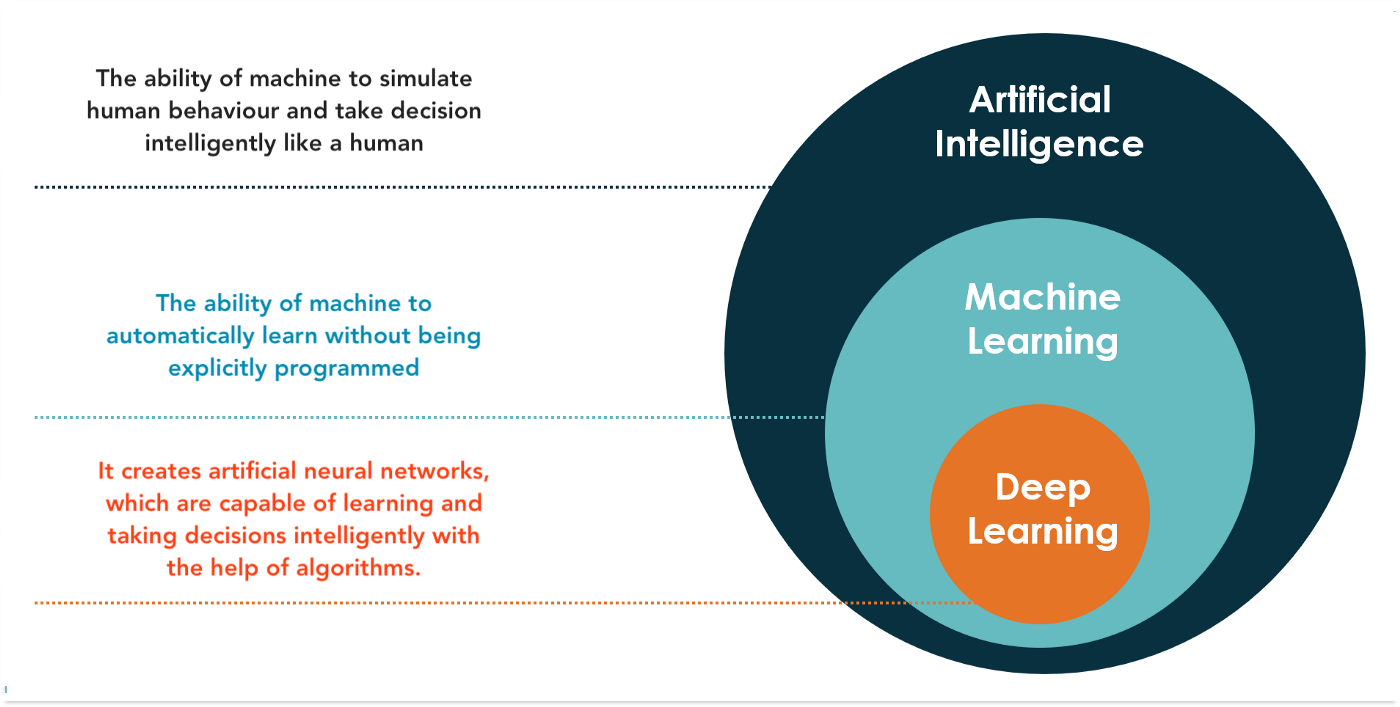 The ability of machine to simulate
human behaviour and take decision
intelligently like a human
Artificial
Intelligence
The ability of machine to
automatically learn without being
explicitly programmed
Machine
Learning
It creates artificial neural networks,
which are capable of learning and
taking decisions intelligently with
the help of algorithms.
Deep
Learning